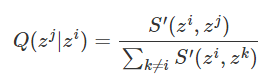 Q(z^j|z^i) = \frac{S'(z^i, z^j)}{\sum_{k \neq i} S'(z^i, z^k)}